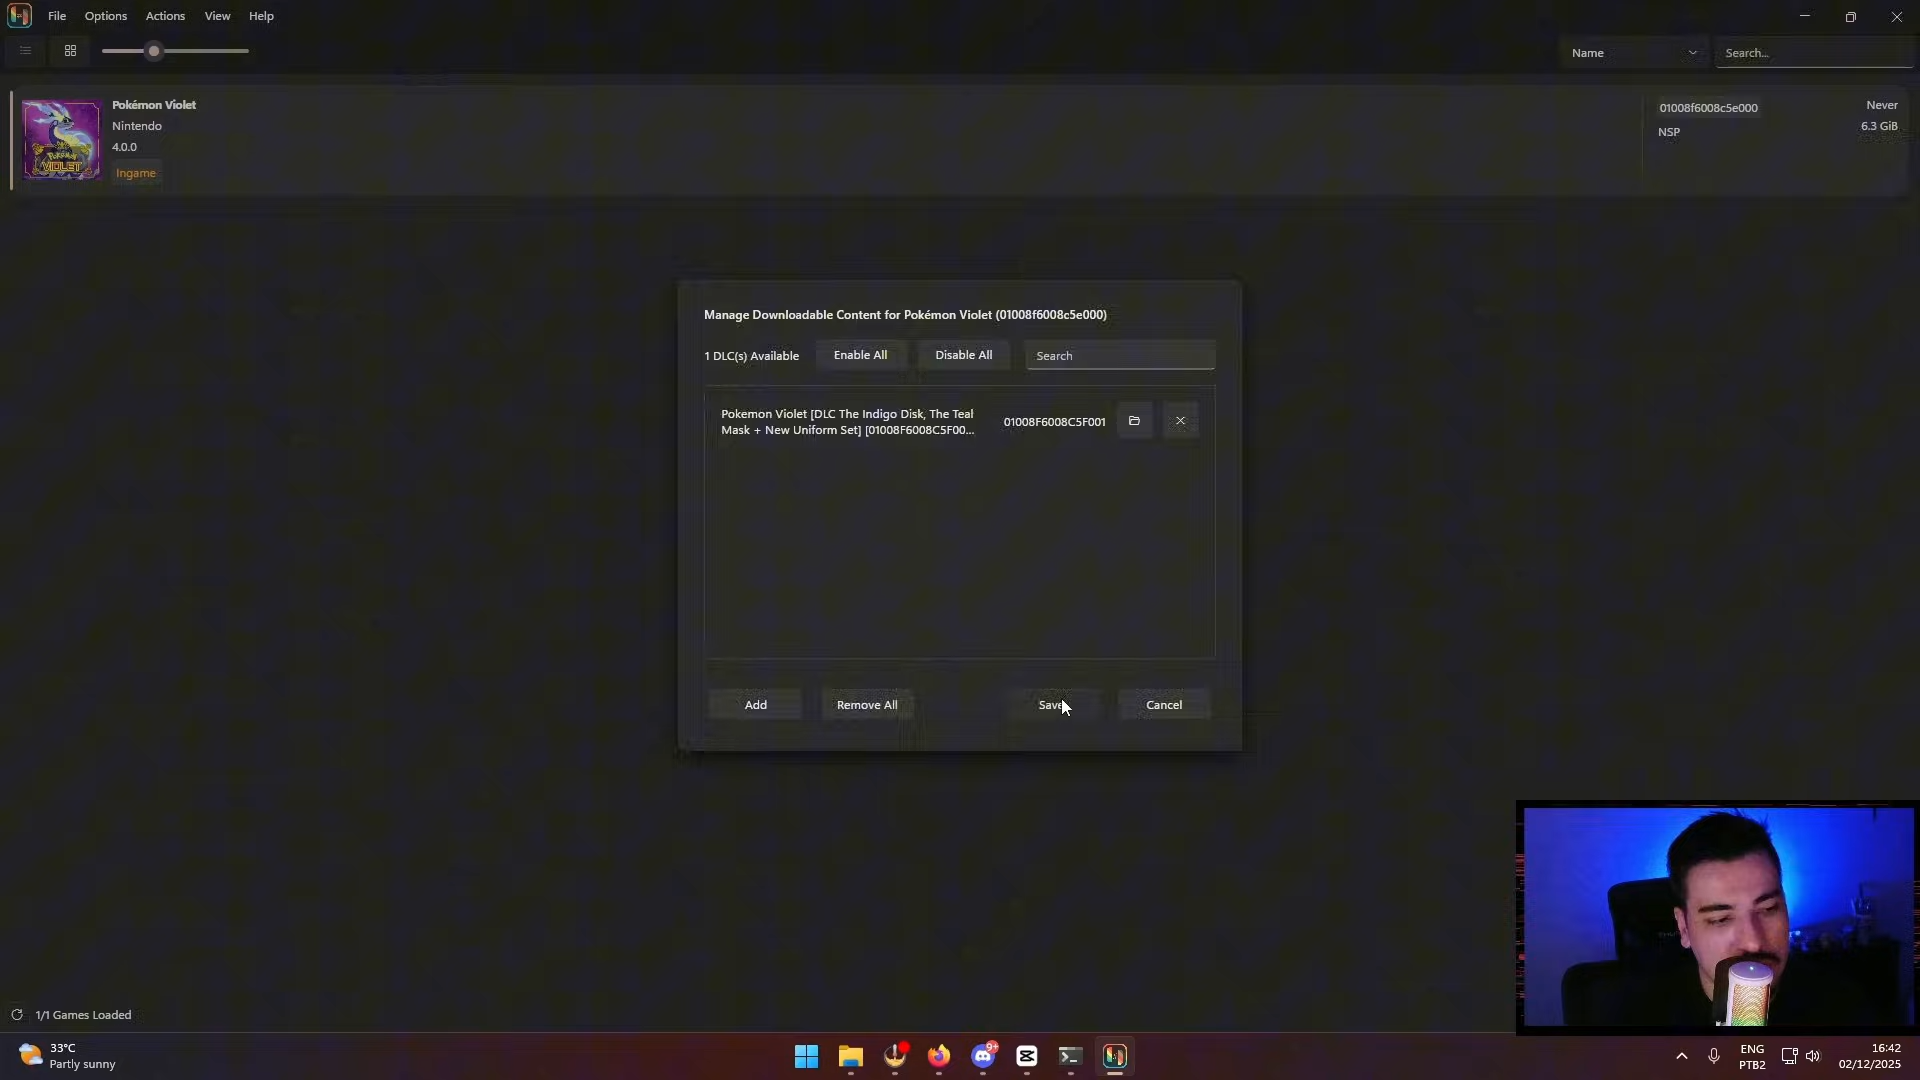 File Options Actions View Help
Name
Search...
Pokémon Violet
Nintendo
4.0.0
Ingame
01008f6008c5e000
NSP
Never
6.3 GiB
POKÉMON
VIOLET
Manage Downloadable Content for Pokémon Violet (01008f6008c5e000)
1 DLC(s) Available
Enable All
Disable All
Search
Pokemon Violet [DLC The Indigo Disk, The Teal
Mask + New Uniform Set] [01008F6008C5F00...
01008F6008C5F001
Add
Remove All
Save
Cancel
1/1 Games Loaded
33°C
Partly sunny
9+
ENG
PTB2
16:42
02/12/2025